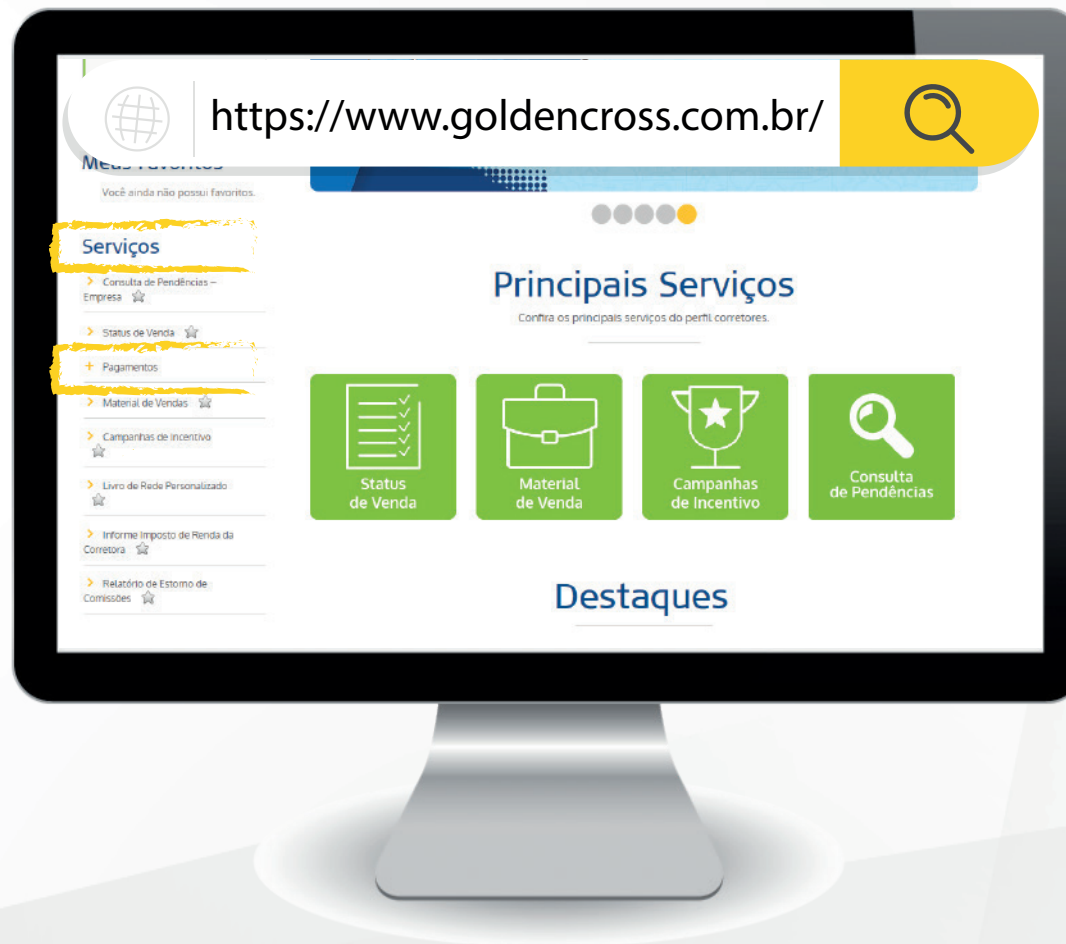 https://www.goldencross.com.br/
Meus Favoritos
Você ainda não possui favoritos.
Serviços
Consulta de Pendências –
Empresa
Status de Venda
+ Pagamentos
Material de Vendas
Campanhas de Incentivo
Livro de Rede Personalizado
Informe Imposto de Renda da
Corretora
Relatório de Estorno de
Comissões
Principais Serviços
Confira os principais serviços do perfil corretores.
Status
de Venda
Material
de Venda
Campanhas
de Incentivo
Consulta
de Pendências
Destaques